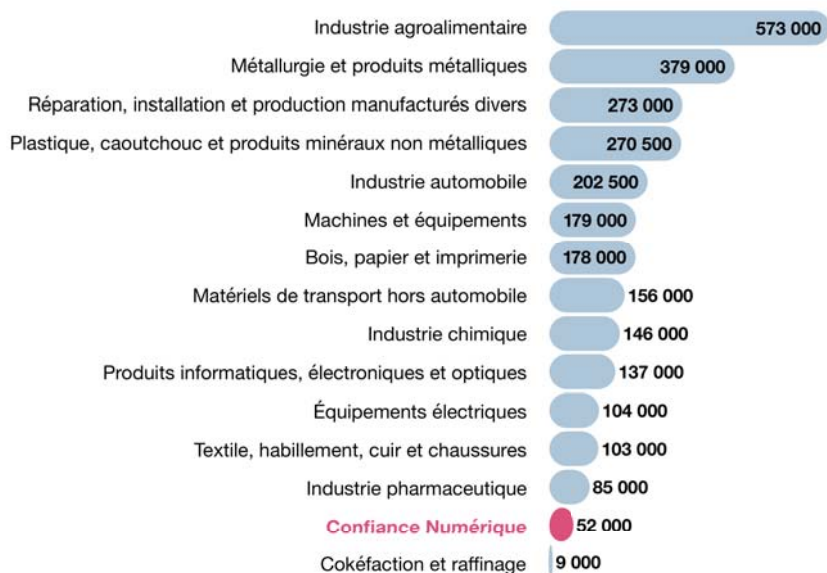 Industrie agroalimentaire 573 000
Métallurgie et produits métalliques 379 000
Réparation, installation et production manufacturés divers 273 000
Plastique, caoutchouc et produits minéraux non métalliques 270 500
Industrie automobile 202 500
Machines et équipements 179 000
Bois, papier et imprimerie 178 000
Matériels de transport hors automobile 156 000
Industrie chimique 146 000
Produits informatiques, électroniques et optiques 137 000
Équipements électriques 104 000
Textile, habillement, cuir et chaussures 103 000
Industrie pharmaceutique 85 000
Confiance Numérique 52 000
Cokéfaction et raffinage 9 000